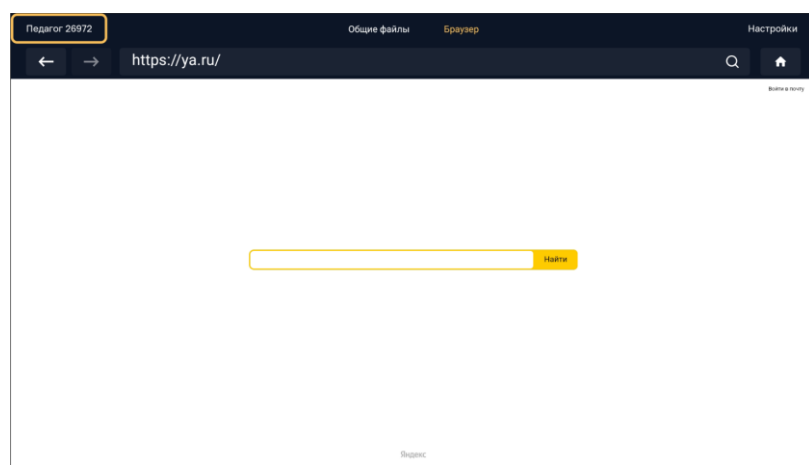 Педагог 26972 Общие файлы Браузер Настройки
← → https://ya.ru/
Войти в почту
Найти
Яндекс